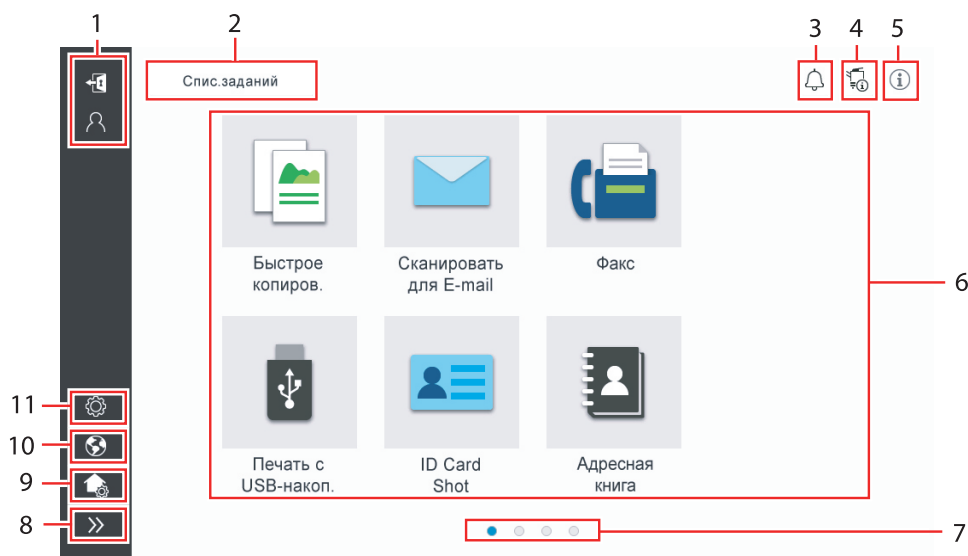 1
2
3
4
5
Спис.заданий
Быстрое
копиров.
Сканировать
для E-mail
Факс
6
Печать с
USB-накоп.
ID Card
Shot
Адресная
книга
11
10
9
8
7